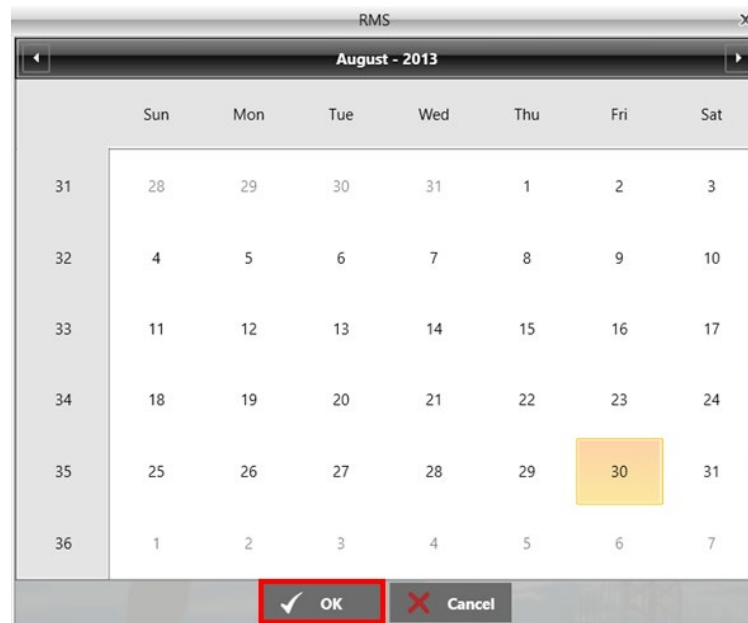 RMS X
August - 2013
Sun Mon Tue Wed Thu Fri Sat
31 28 29 30 31 1 2 3
32 4 5 6 7 8 9 10
33 11 12 13 14 15 16 17
34 18 19 20 21 22 23 24
35 25 26 27 28 29 30 31
36 1 2 3 4 5 6 7
OK Cancel